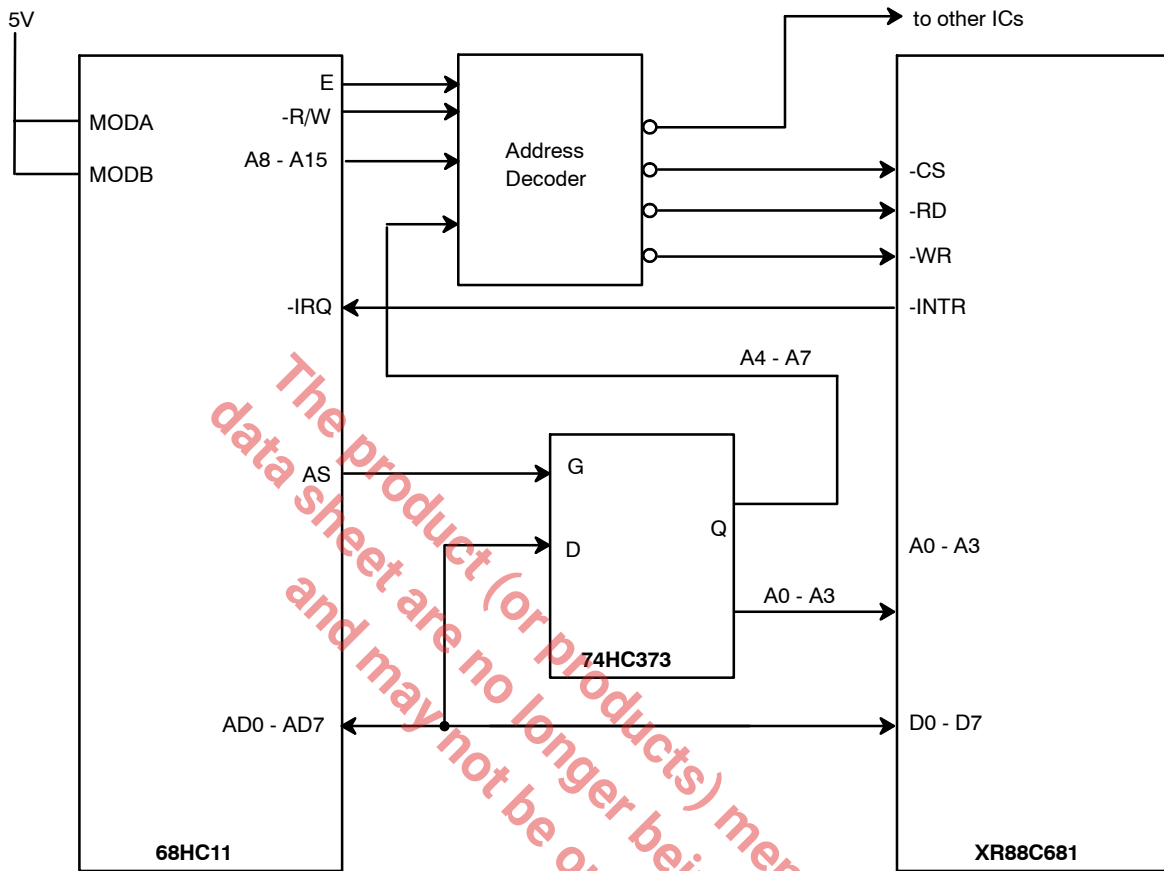 5V
to other ICs
E
-R/W
A8 - A15
MODA
MODB
Address
Decoder
-CS
-RD
-WR
-IRQ
-INTR
A4 - A7
AS
G
D
Q
A0 - A3
A0 - A3
74HC373
AD0 - AD7
D0 - D7
68HC11
XR88C681
The product (or products)
data sheet are no longer
and may not be